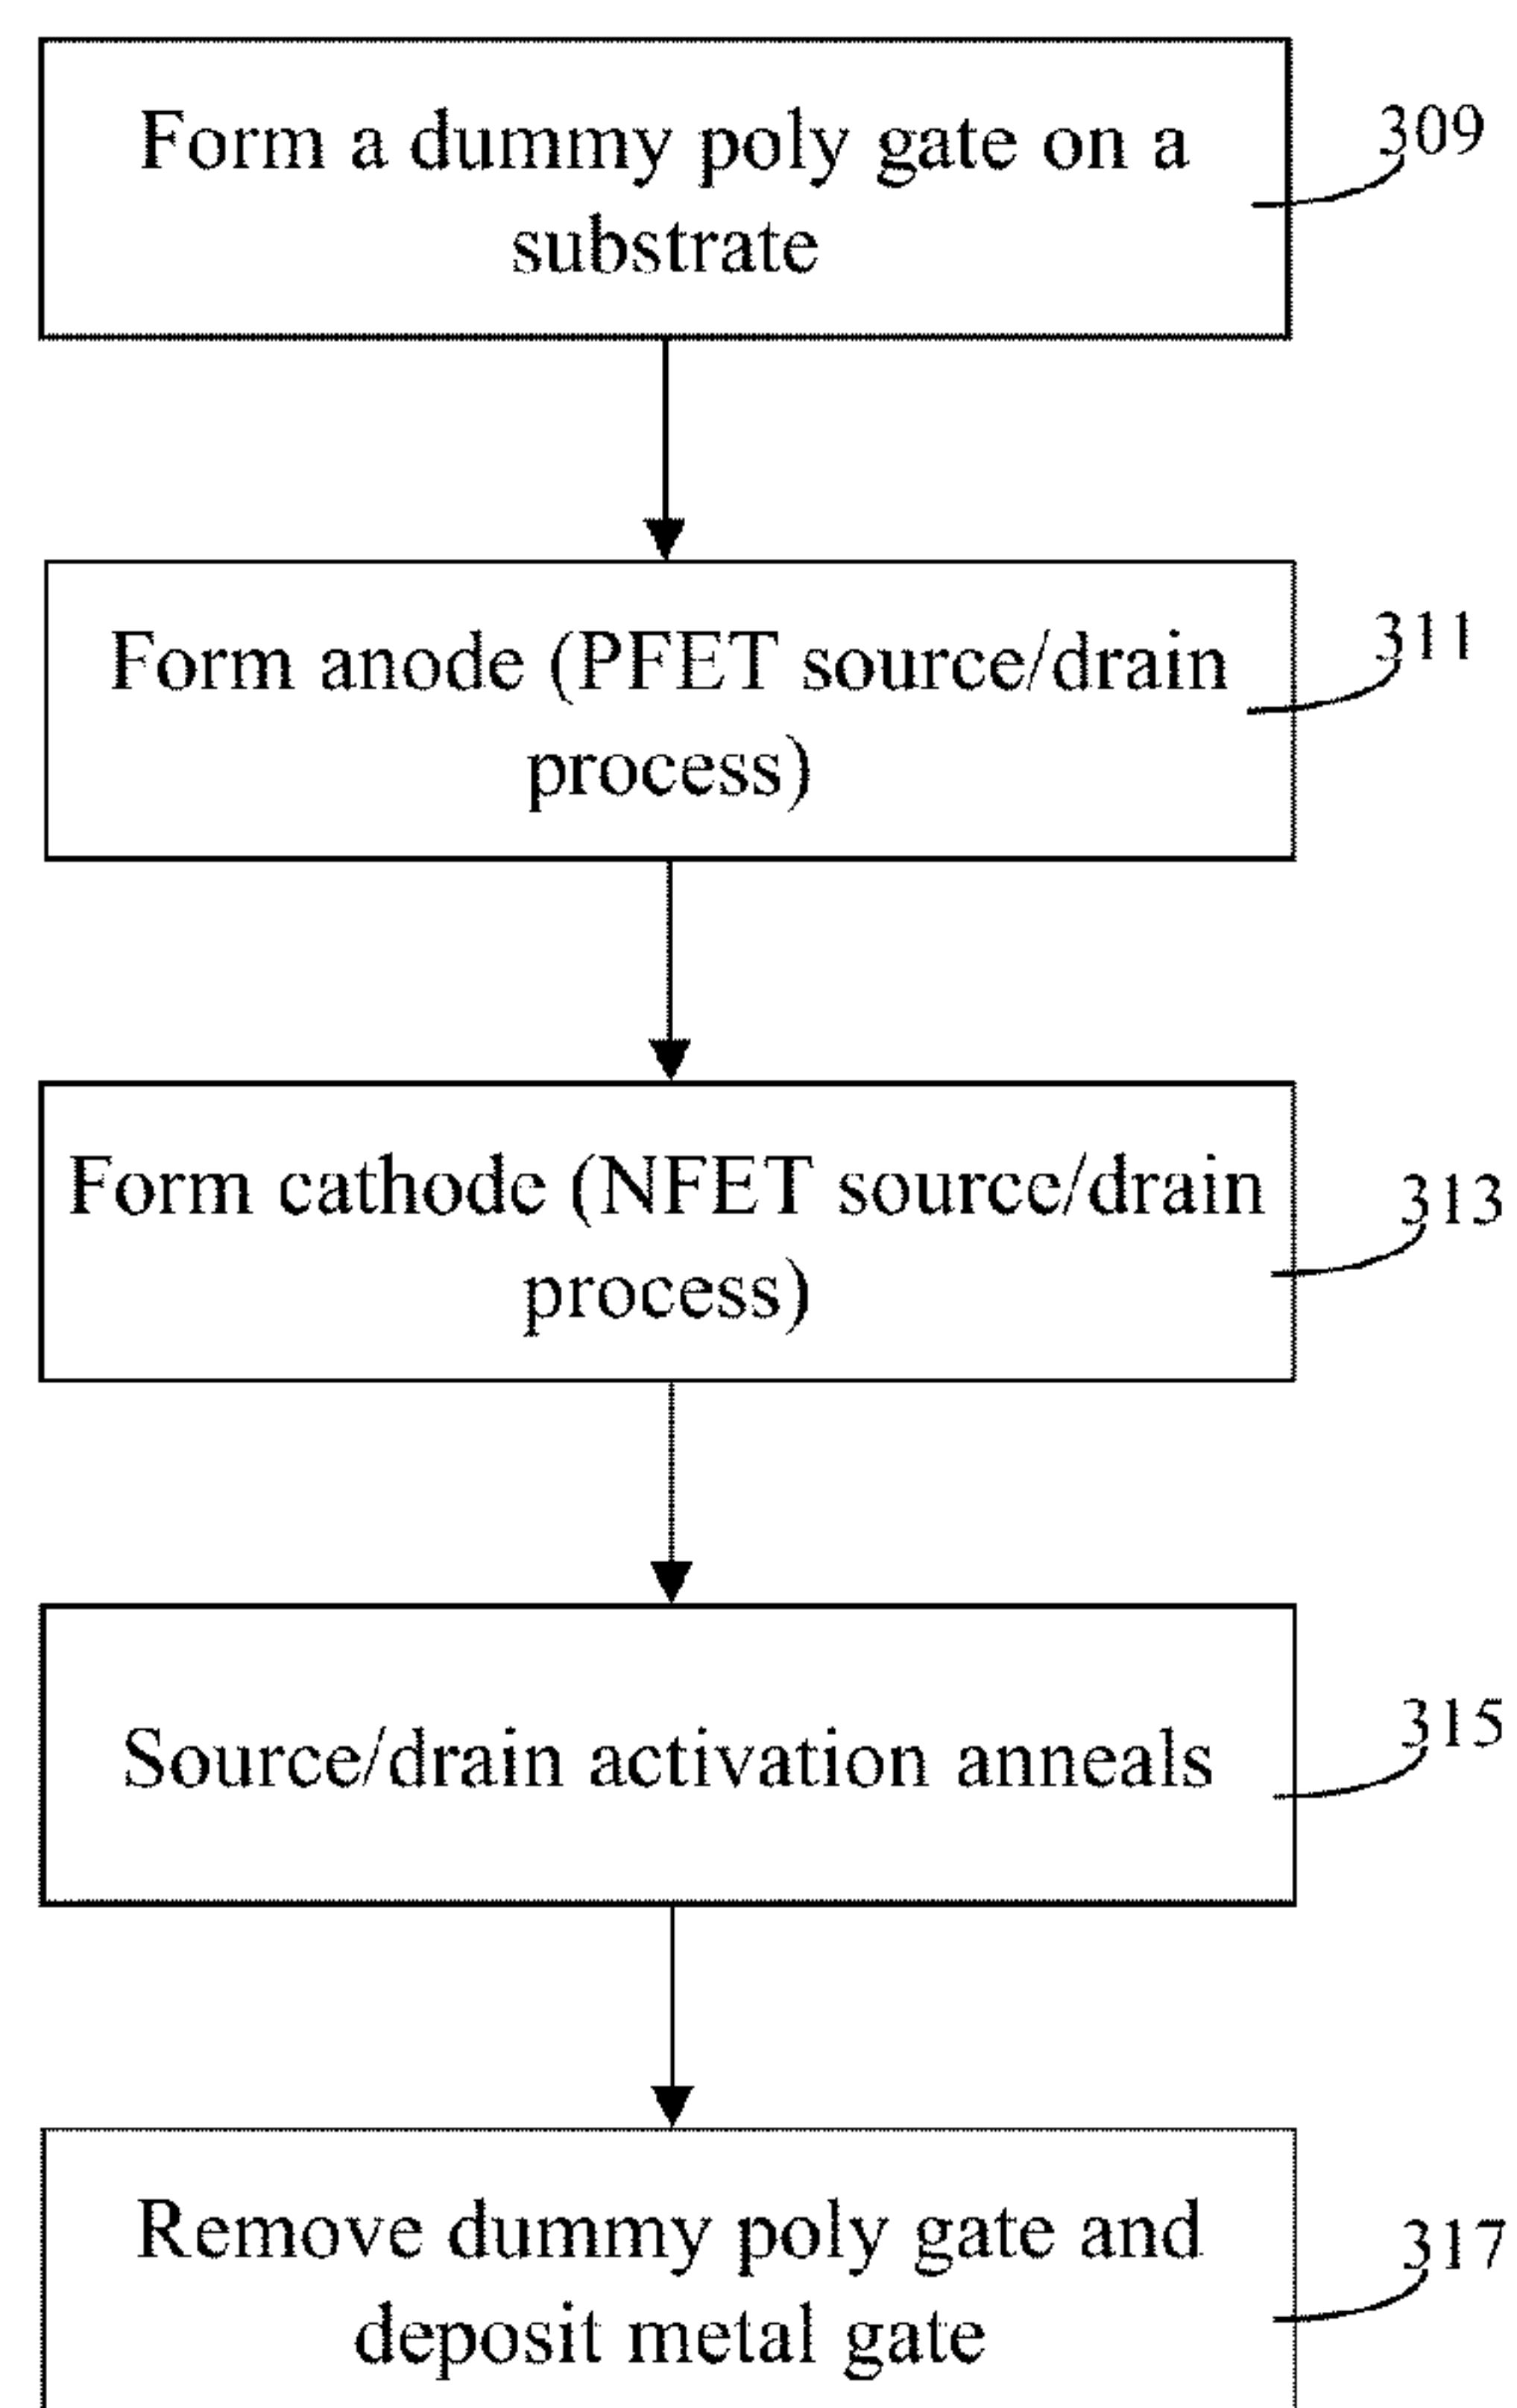 Form a dummy poly gate on a
substrate
309
Form anode (PFET source/drain
process)
311
Form cathode (NFET source/drain
process)
313
Source/drain activation anneals
315
Remove dummy poly gate and
deposit metal gate
317